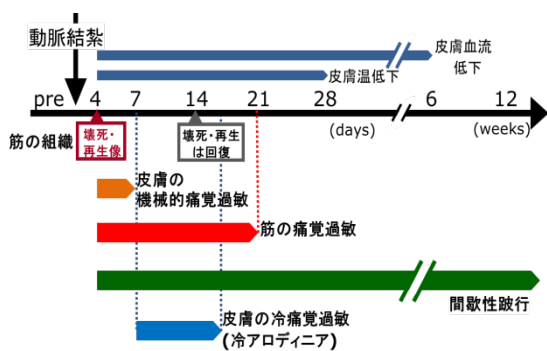 動脈結紮
皮膚血流
低下
皮膚温低下
pre 4 7 14 21 28 6 12
(days) (weeks)
筋の組織
壊死・
再生像
壊死・再生
は回復
皮膚の
機械的痛覚過敏
筋の痛覚過敏
間歇性跛行
皮膚の冷痛覚過敏
(冷アロディニア)